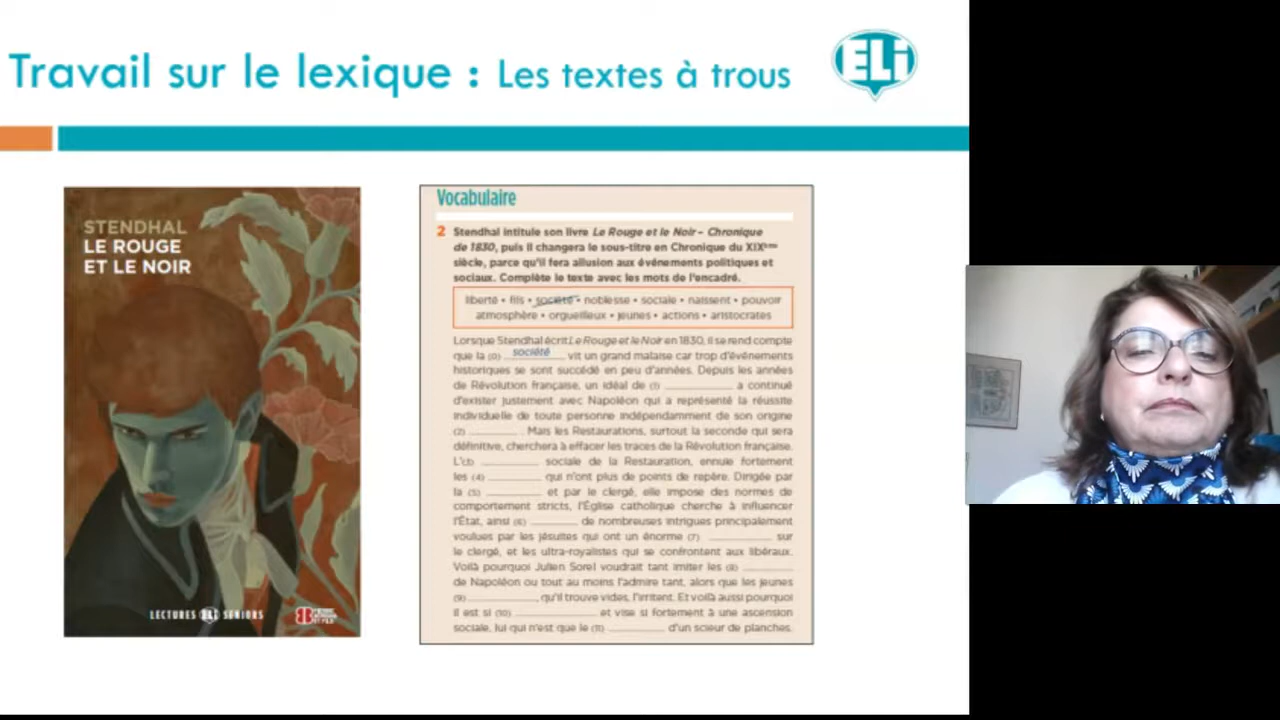 Travail sur le lexique : Les textes à trous
ELi
STENDHAL
LE ROUGE
ET LE NOIR
LECTURES ELI SENIORS
Vocabulaire
2 Stendhal intitule son livre Le Rouge et le Noir – Chronique
de 1830, puis il changera le sous-titre en Chronique du XIXème
siècle, parce qu'il fera allusion aux événements politiques et
sociaux. Complète le texte avec les mots de l'encadré.
liberté • fils • société • noblesse • sociale • naissent • pouvoir
atmosphère • orgueilleux • jeunes • actions • aristocrates
Lorsque Stendhal écrit Le Rouge et le Noir en 1830, il se rend compte
que la (0) société vit un grand malaise car trop d'événements
historiques se sont succédé en peu d'années. Depuis les années
de Révolution française, un idéal de (1) ____________ a continué
d'exister justement avec Napoléon qui a représenté la réussite
individuelle de toute personne indépendamment de son origine
(2) __________ . Mais les Restaurations, surtout la seconde qui sera
définitive, cherchera à effacer les traces de la Révolution française.
L'(3) __________ sociale de la Restauration, ennuie fortement
les (4) __________ qui n'ont plus de points de repère. Dirigée par
la (5) __________ et par le clergé, elle impose des normes de
comportement stricts, l'Église catholique cherche à influencer
l'État, ainsi (6) ________ de nombreuses intrigues principalement
voulues par les jésuites qui ont un énorme (7) __________ sur
le clergé, et les ultra-royalistes qui se confrontent aux libéraux.
Voilà pourquoi Julien Sorel voudrait tant imiter les (8) ________
de Napoléon ou tout au moins l'admire tant, alors que les jeunes
(9) ____________, qu'il trouve vides, l'irritent. Et voilà aussi pourquoi
il est si (10) ______________ et vise si fortement à une ascension
sociale, lui qui n'est que le (11) __________ d'un scieur de planches.